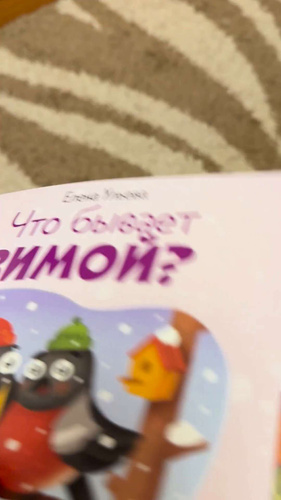 Елена Ульева
Что бывает
зимой?